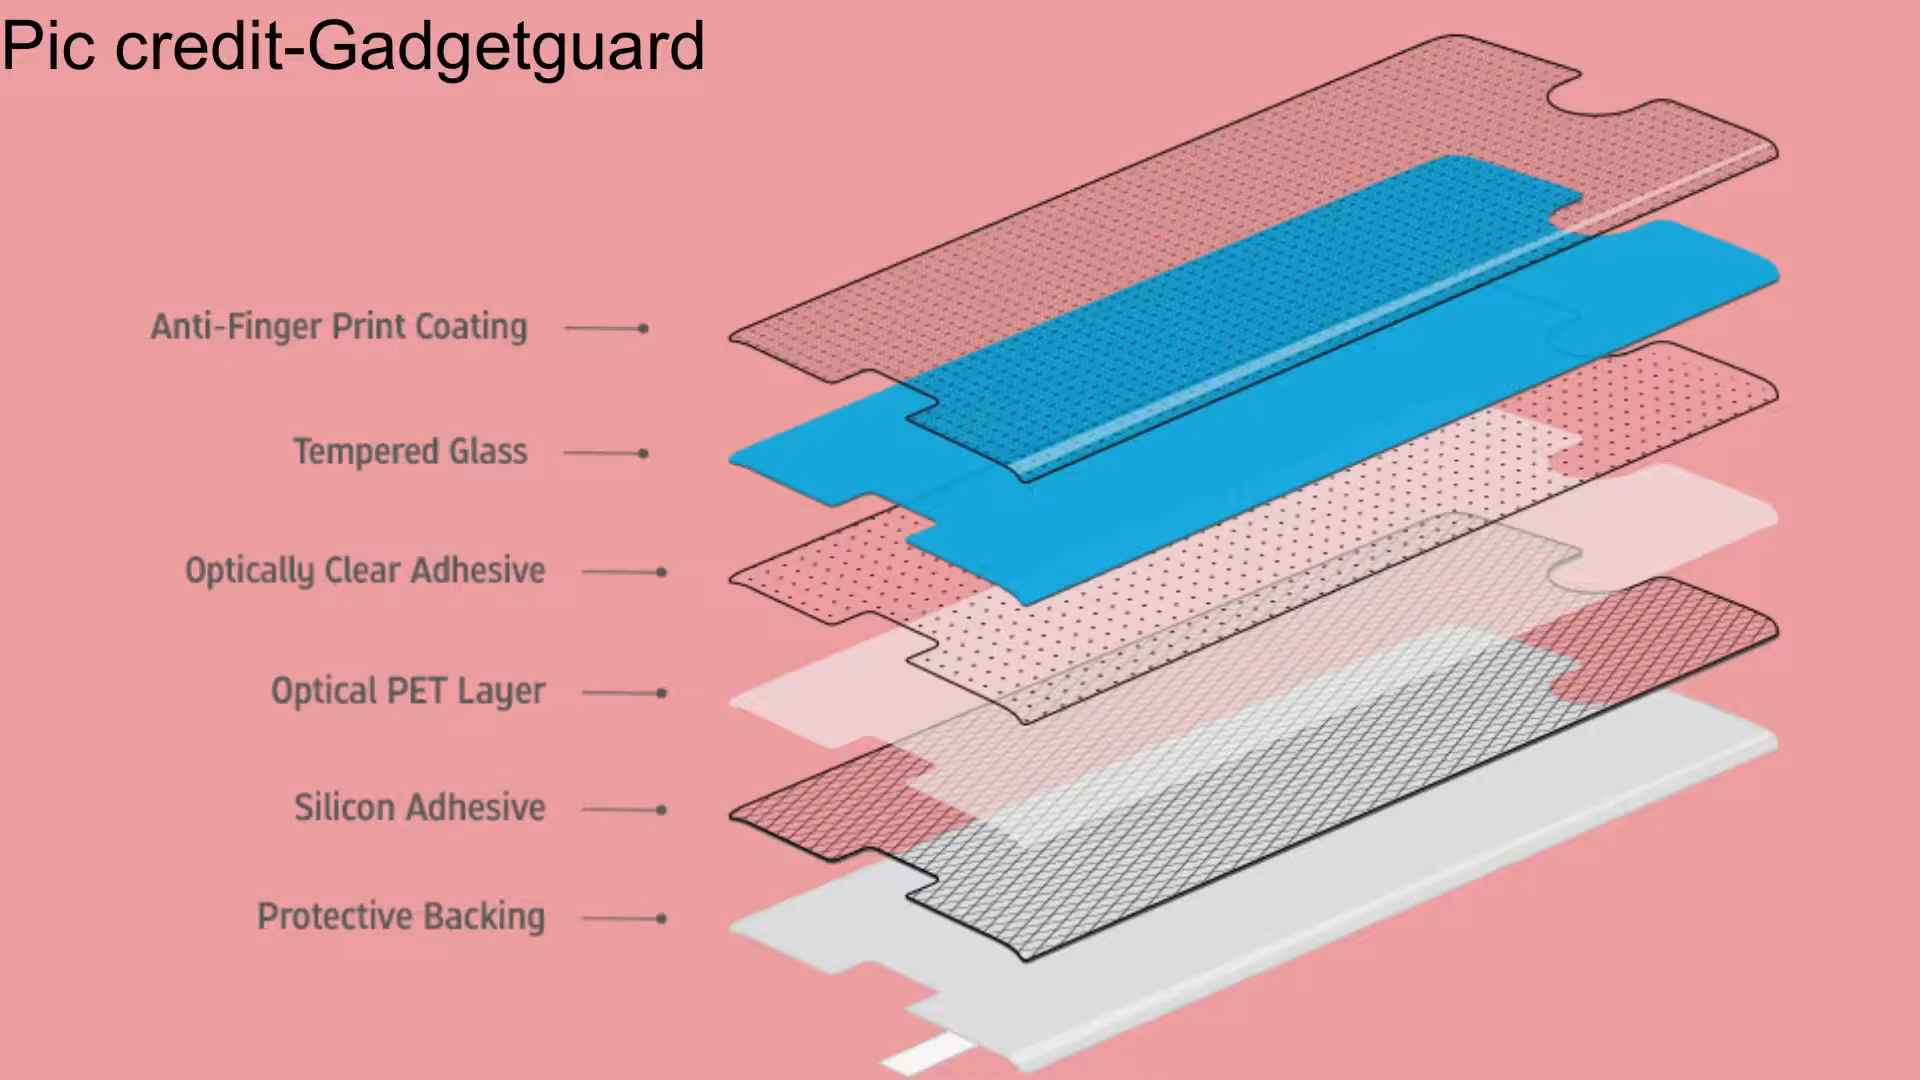 Pic credit-Gadgetguard
Anti-Finger Print Coating
Tempered Glass
Optically Clear Adhesive
Optical PET Layer
Silicon Adhesive
Protective Backing